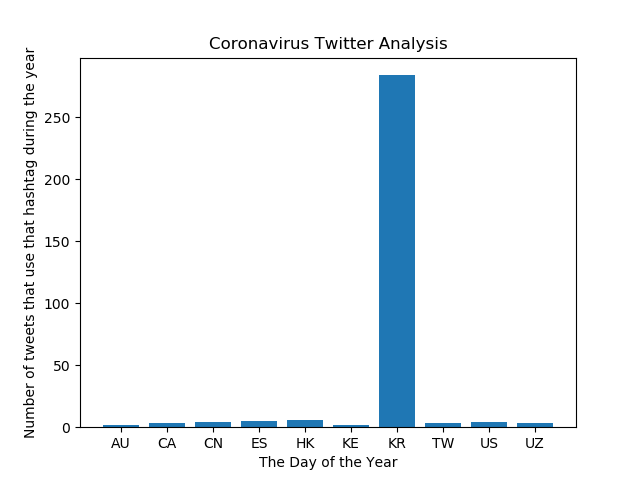 Coronavirus Twitter Analysis
Number of tweets that use that hashtag during the year
250
200
150
100
50
0
AU CA CN ES HK KE KR TW US UZ
The Day of the Year